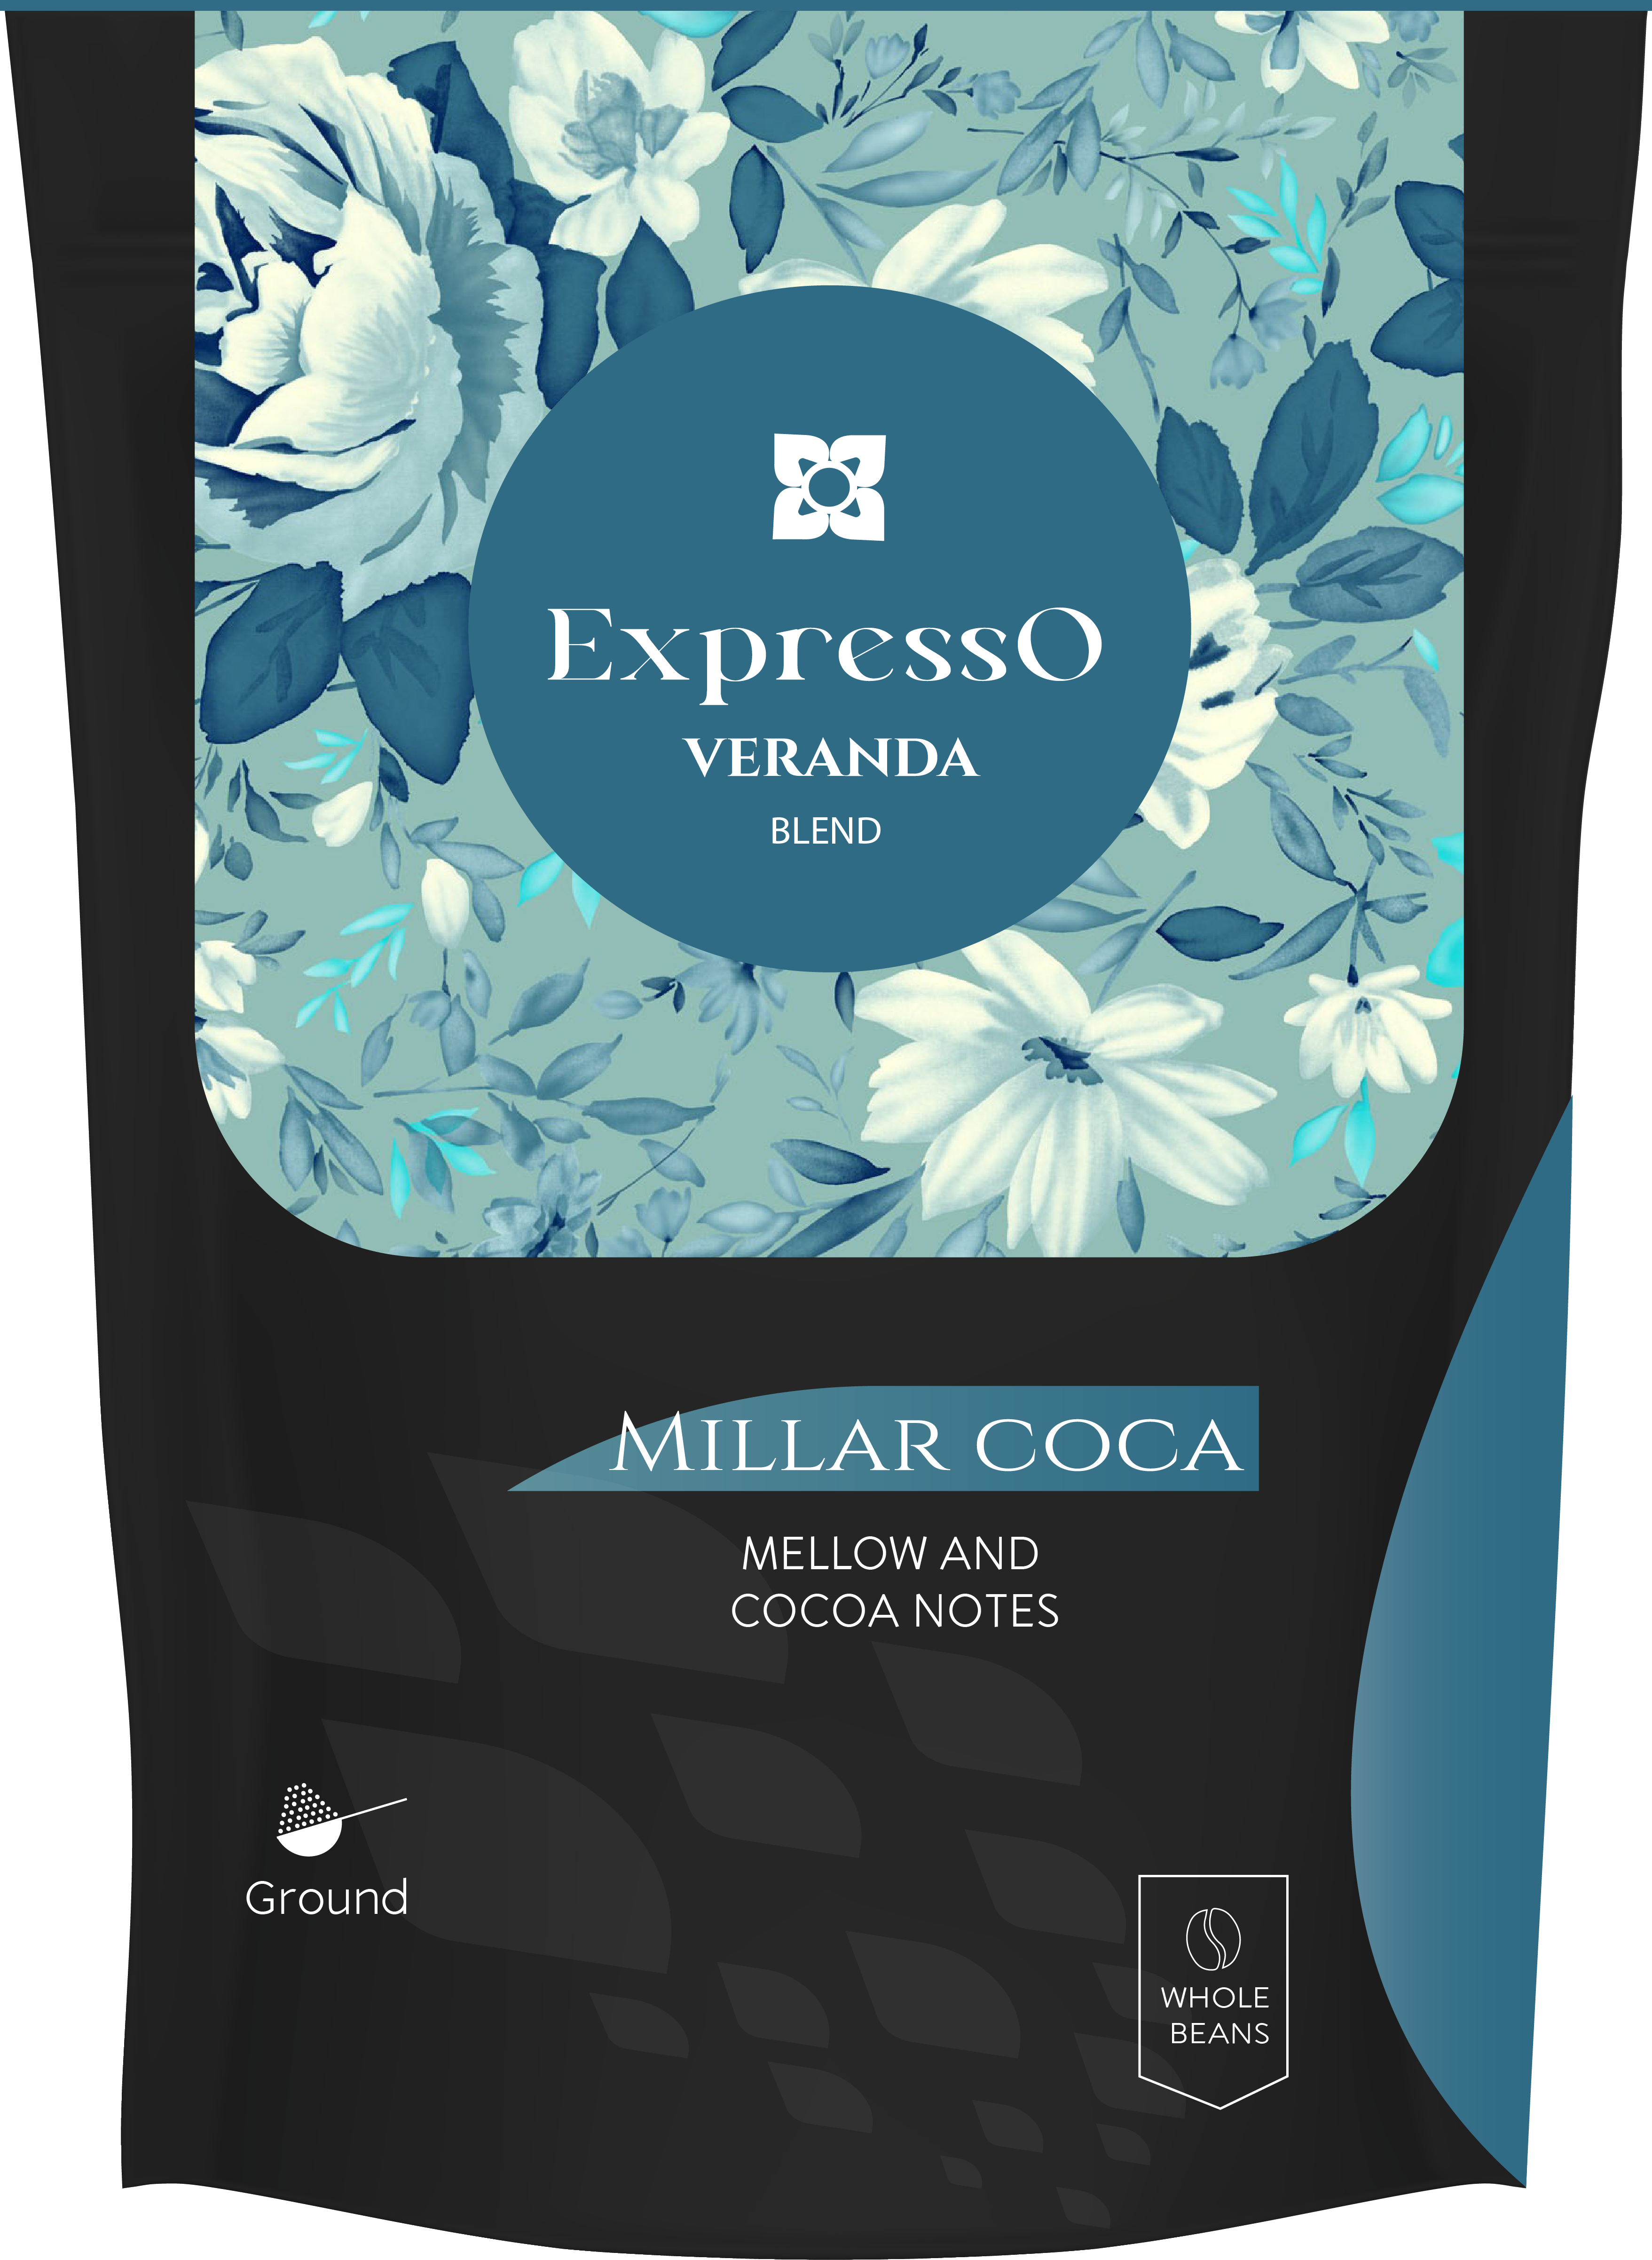 ExpressO
VERANDA
BLEND
MILLAR COCA
MELLOW AND
COCOA NOTES
Ground
WHOLE
BEANS